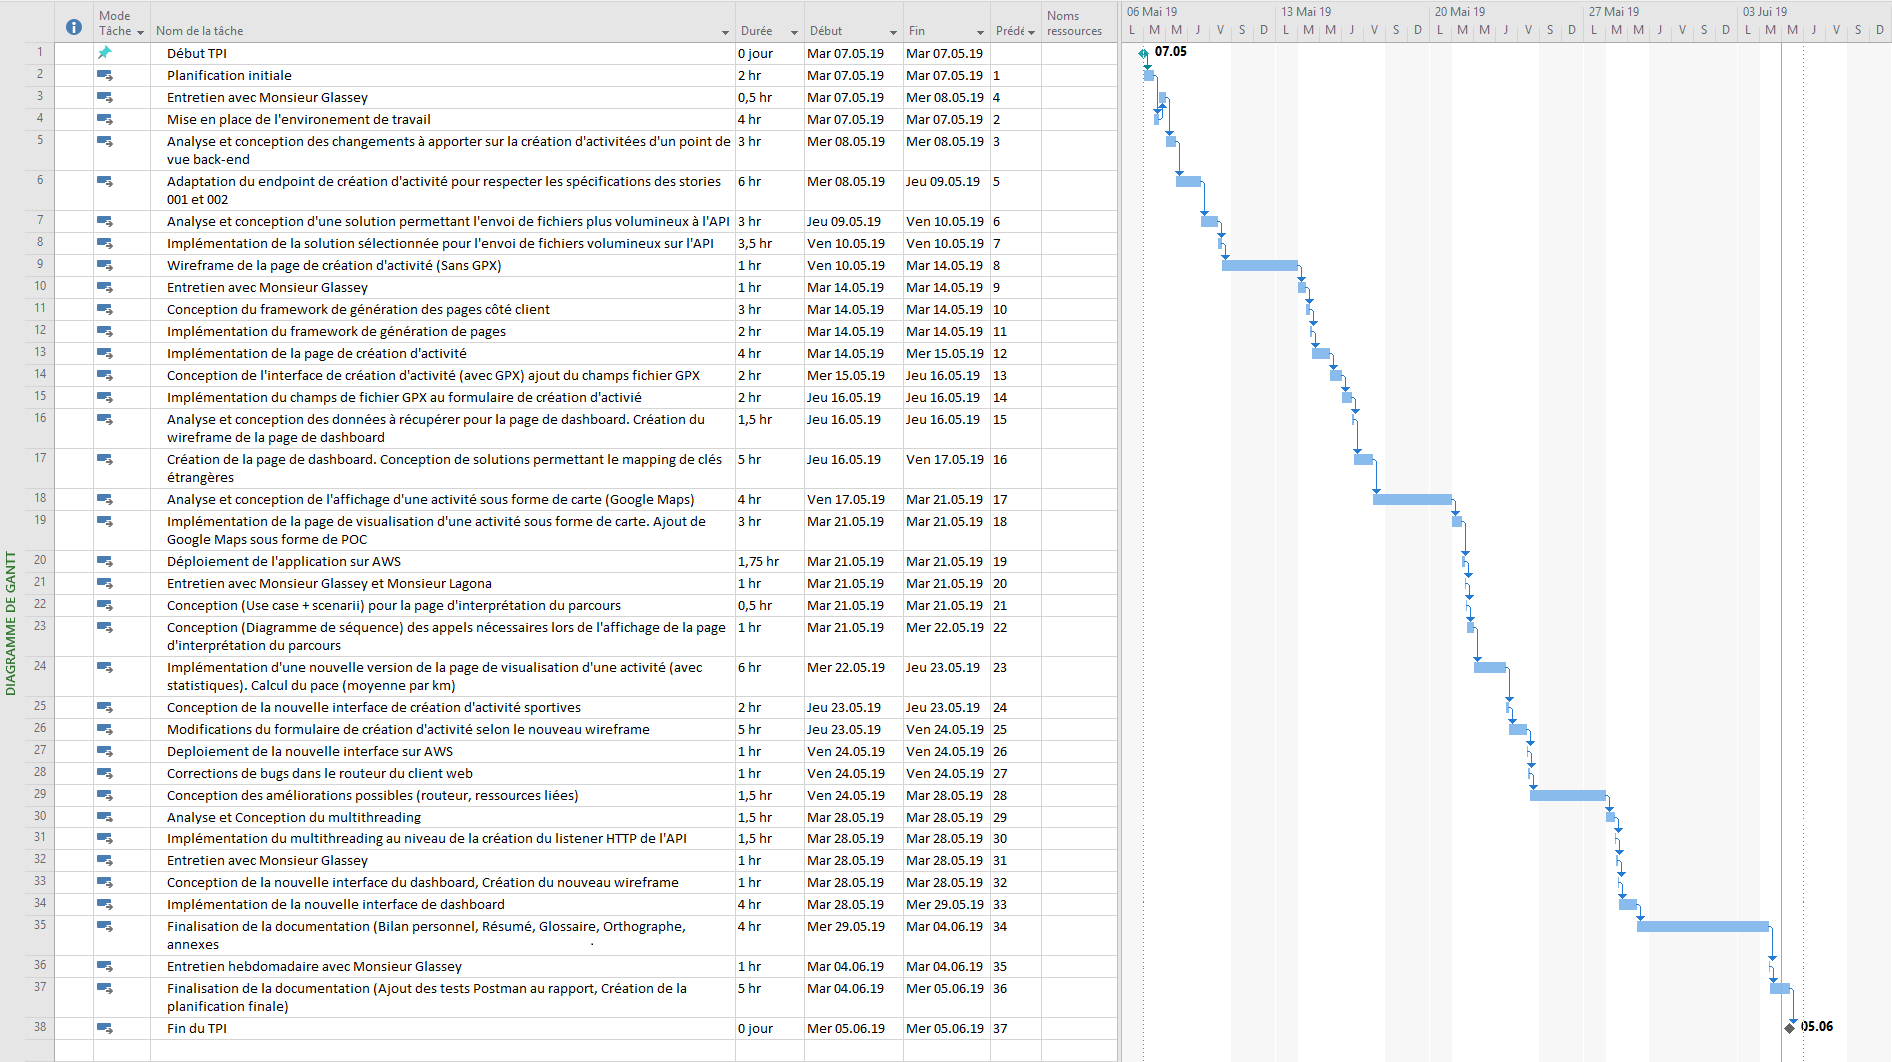 Mode Tâche Nom de la tâche Durée Début Fin Prédé Noms ressources
06 Mai 19 13 Mai 19 20 Mai 19 27 Mai 19 03 Jui 19
L M M J V S D L M M J V S D L M M J V S D L M M J V S D L M M J V S D
1 Début TPI 0 jour Mar 07.05.19 Mar 07.05.19
07.05
2 Planification initiale 2 hr Mar 07.05.19 Mar 07.05.19 1
3 Entretien avec Monsieur Glassey 0,5 hr Mar 07.05.19 Mer 08.05.19 4
4 Mise en place de l'environement de travail 4 hr Mar 07.05.19 Mar 07.05.19 2
5 Analyse et conception des changements à apporter sur la création d'activitées d'un point de 3 hr Mer 08.05.19 Mer 08.05.19 3
vue back-end
6 Adaptation du endpoint de création d'activité pour respecter les spécifications des stories 6 hr Mer 08.05.19 Jeu 09.05.19 5
001 et 002
7 Analyse et conception d'une solution permettant l'envoi de fichiers plus volumineux à l'API 3 hr Jeu 09.05.19 Ven 10.05.19 6
8 Implémentation de la solution sélectionnée pour l'envoi de fichiers volumineux sur l'API 3,5 hr Ven 10.05.19 Ven 10.05.19 7
9 Wireframe de la page de création d'activité (Sans GPX) 1 hr Ven 10.05.19 Mar 14.05.19 8
10 Entretien avec Monsieur Glassey 1 hr Mar 14.05.19 Mar 14.05.19 9
11 Conception du framework de génération des pages côté client 3 hr Mar 14.05.19 Mar 14.05.19 10
12 Implémentation du framework de génération de pages 2 hr Mar 14.05.19 Mar 14.05.19 11
13 Implémentation de la page de création d'activité 4 hr Mar 14.05.19 Mer 15.05.19 12
14 Conception de l'interface de création d'activité (avec GPX) ajout du champs fichier GPX 2 hr Mer 15.05.19 Jeu 16.05.19 13
15 Implémentation du champs de fichier GPX au formulaire de création d'activié 2 hr Jeu 16.05.19 Jeu 16.05.19 14
16 Analyse et conception des données à récupérer pour la page de dashboard. Création du 1,5 hr Jeu 16.05.19 Jeu 16.05.19 15
wireframe de la page de dashboard
17 Création de la page de dashboard. Conception de solutions permettant le mapping de clés 5 hr Jeu 16.05.19 Ven 17.05.19 16
étrangères
18 Analyse et conception de l'affichage d'une activité sous forme de carte (Google Maps) 4 hr Ven 17.05.19 Mar 21.05.19 17
19 Implémentation de la page de visualisation d'une activité sous forme de carte. Ajout de 3 hr Mar 21.05.19 Mar 21.05.19 18
Google Maps sous forme de POC
20 Déploiement de l'application sur AWS 1,75 hr Mar 21.05.19 Mar 21.05.19 19
21 Entretien avec Monsieur Glassey et Monsieur Lagona 1 hr Mar 21.05.19 Mar 21.05.19 20
22 Conception (Use case + scenarii) pour la page d'interprétation du parcours 0,5 hr Mar 21.05.19 Mar 21.05.19 21
23 Conception (Diagramme de séquence) des appels nécessaires lors de l'affichage de la page 1 hr Mar 21.05.19 Mer 22.05.19 22
d'interprétation du parcours
24 Implémentation d'une nouvelle version de la page de visualisation d'une activité (avec 6 hr Mer 22.05.19 Jeu 23.05.19 23
statistiques). Calcul du pace (moyenne par km)
25 Conception de la nouvelle interface de création d'activité sportives 2 hr Jeu 23.05.19 Jeu 23.05.19 24
26 Modifications du formulaire de création d'activité selon le nouveau wireframe 5 hr Jeu 23.05.19 Ven 24.05.19 25
27 Deploiement de la nouvelle interface sur AWS 1 hr Ven 24.05.19 Ven 24.05.19 26
28 Corrections de bugs dans le routeur du client web 1 hr Ven 24.05.19 Ven 24.05.19 27
29 Conception des améliorations possibles (routeur, ressources liées) 1,5 hr Ven 24.05.19 Mar 28.05.19 28
30 Analyse et Conception du multithreading 1,5 hr Mar 28.05.19 Mar 28.05.19 29
31 Implémentation du multithreading au niveau de la création du listener HTTP de l'API 1,5 hr Mar 28.05.19 Mar 28.05.19 30
32 Entretien avec Monsieur Glassey 1 hr Mar 28.05.19 Mar 28.05.19 31
33 Conception de la nouvelle interface du dashboard, Création du nouveau wireframe 1 hr Mar 28.05.19 Mar 28.05.19 32
34 Implémentation de la nouvelle interface de dashboard 4 hr Mar 28.05.19 Mer 29.05.19 33
35 Finalisation de la documentation (Bilan personnel, Résumé, Glossaire, Orthographe, 4 hr Mer 29.05.19 Mar 04.06.19 34
annexes
36 Entretien hebdomadaire avec Monsieur Glassey 1 hr Mar 04.06.19 Mar 04.06.19 35
37 Finalisation de la documentation (Ajout des tests Postman au rapport, Création de la 5 hr Mar 04.06.19 Mer 05.06.19 36
planification finale)
38 Fin du TPI 0 jour Mer 05.06.19 Mer 05.06.19 37
05.06
DIAGRAMME DE GANTT